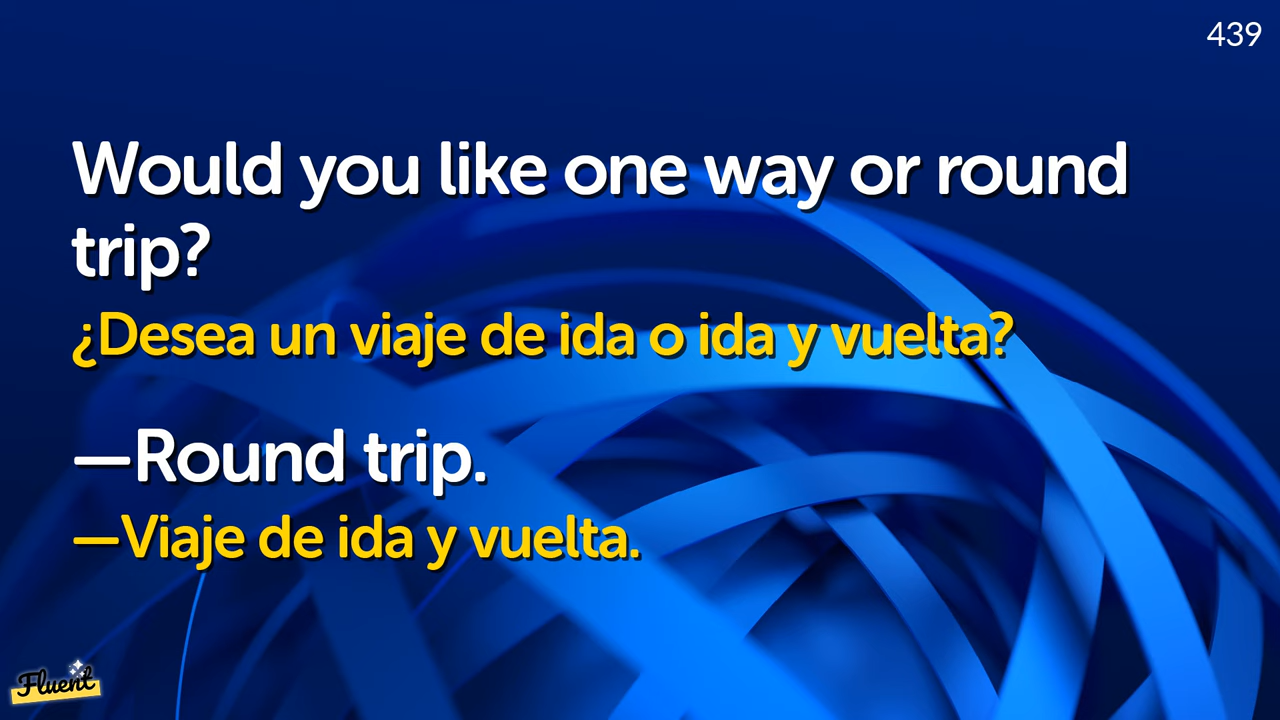 439
Would you like one way or round
trip?
¿Desea un viaje de ida o ida y vuelta?
—Round trip.
—Viaje de ida y vuelta.
Fluent